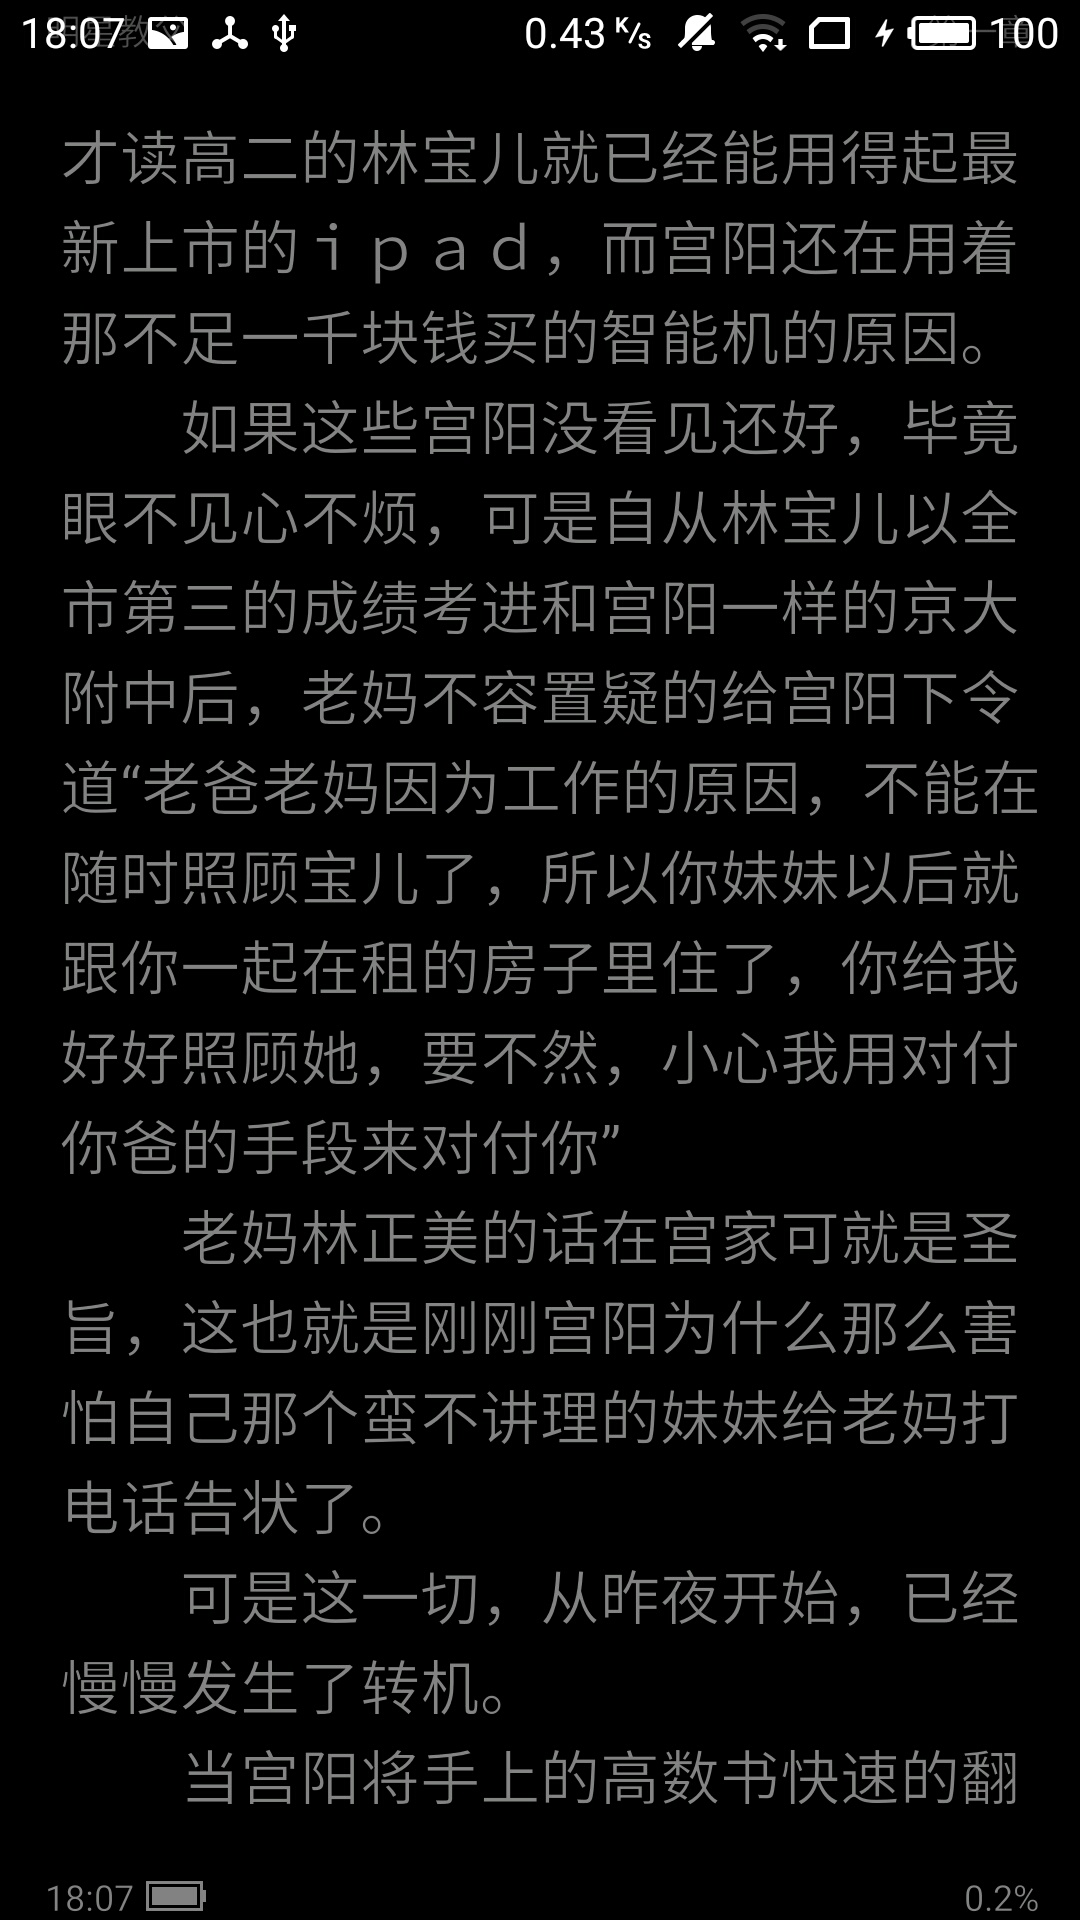 18:07 0.43 K/s 100
第一章
才读高二的林宝儿就已经能用得起最
新上市的ｉｐａｄ，而宫阳还在用着
那不足一千块钱买的智能机的原因。
如果这些宫阳没看见还好，毕竟
眼不见心不烦，可是自从林宝儿以全
市第三的成绩考进和宫阳一样的京大
附中后，老妈不容置疑的给宫阳下令
道“老爸老妈因为工作的原因，不能在
随时照顾宝儿了，所以你妹妹以后就
跟你一起在租的房子里住了，你给我
好好照顾她，要不然，小心我用对付
你爸的手段来对付你”
老妈林正美的话在宫家可就是圣
旨，这也就是刚刚宫阳为什么那么害
怕自己那个蛮不讲理的妹妹给老妈打
电话告状了。
可是这一切，从昨夜开始，已经
慢慢发生了转机。
当宫阳将手上的高数书快速的翻
18:07 0.2%